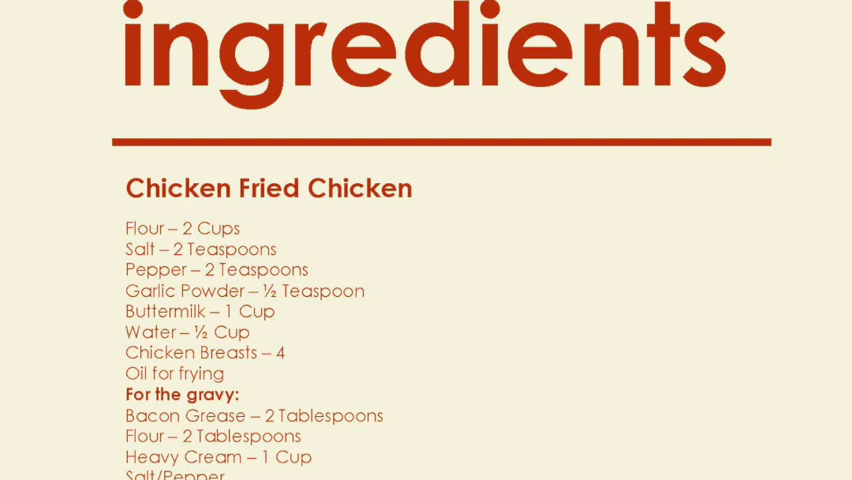 ingredients
Chicken Fried Chicken
Flour – 2 Cups
Salt – 2 Teaspoons
Pepper – 2 Teaspoons
Garlic Powder – ½ Teaspoon
Buttermilk – 1 Cup
Water – ½ Cup
Chicken Breasts – 4
Oil for frying
For the gravy:
Bacon Grease – 2 Tablespoons
Flour – 2 Tablespoons
Heavy Cream – 1 Cup
Salt/Pepper